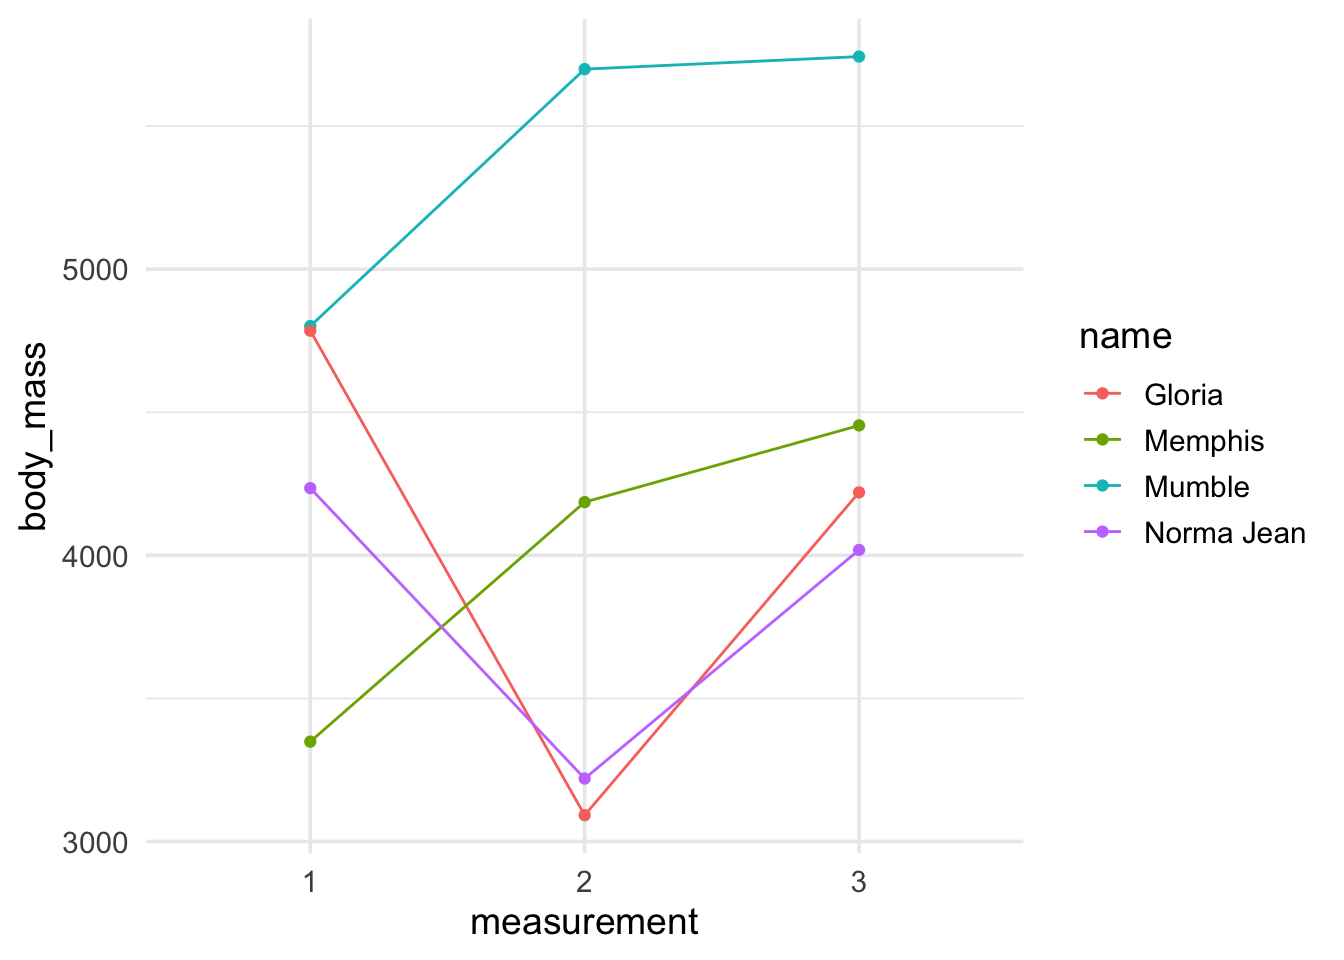 5000
4000
3000
body_mass
1 2 3
measurement
name
Gloria
Memphis
Mumble
Norma Jean